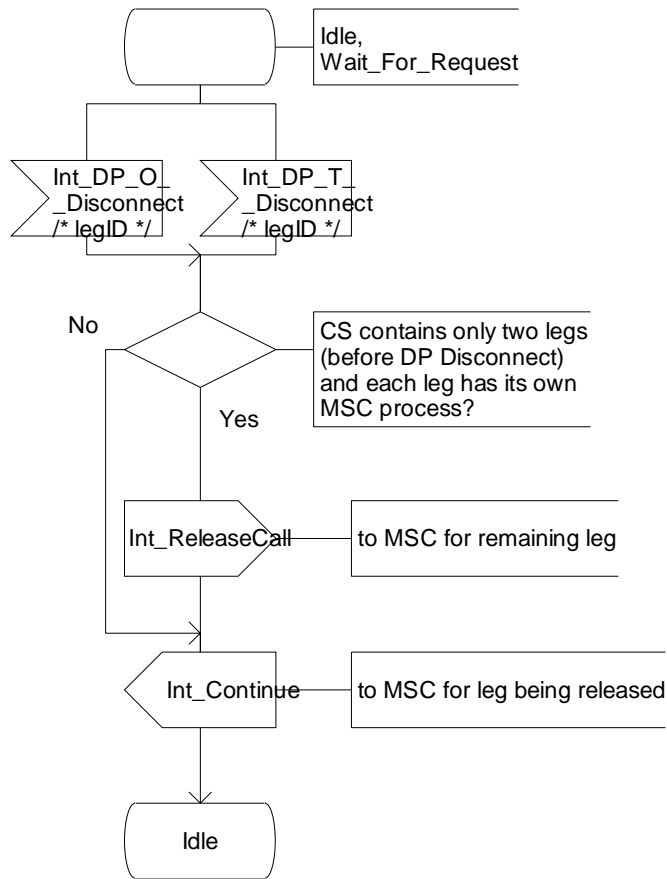 Idle,
Wait_For_Request
Int_DP_O_
_Disconnect
/* legID */
Int_DP_T_
_Disconnect
/* legID */
No
CS contains only two legs
(before DP Disconnect)
and each leg has its own
MSC process?
Yes
Int_ReleaseCall
to MSC for remaining leg
Int_Continue
to MSC for leg being released
Idle